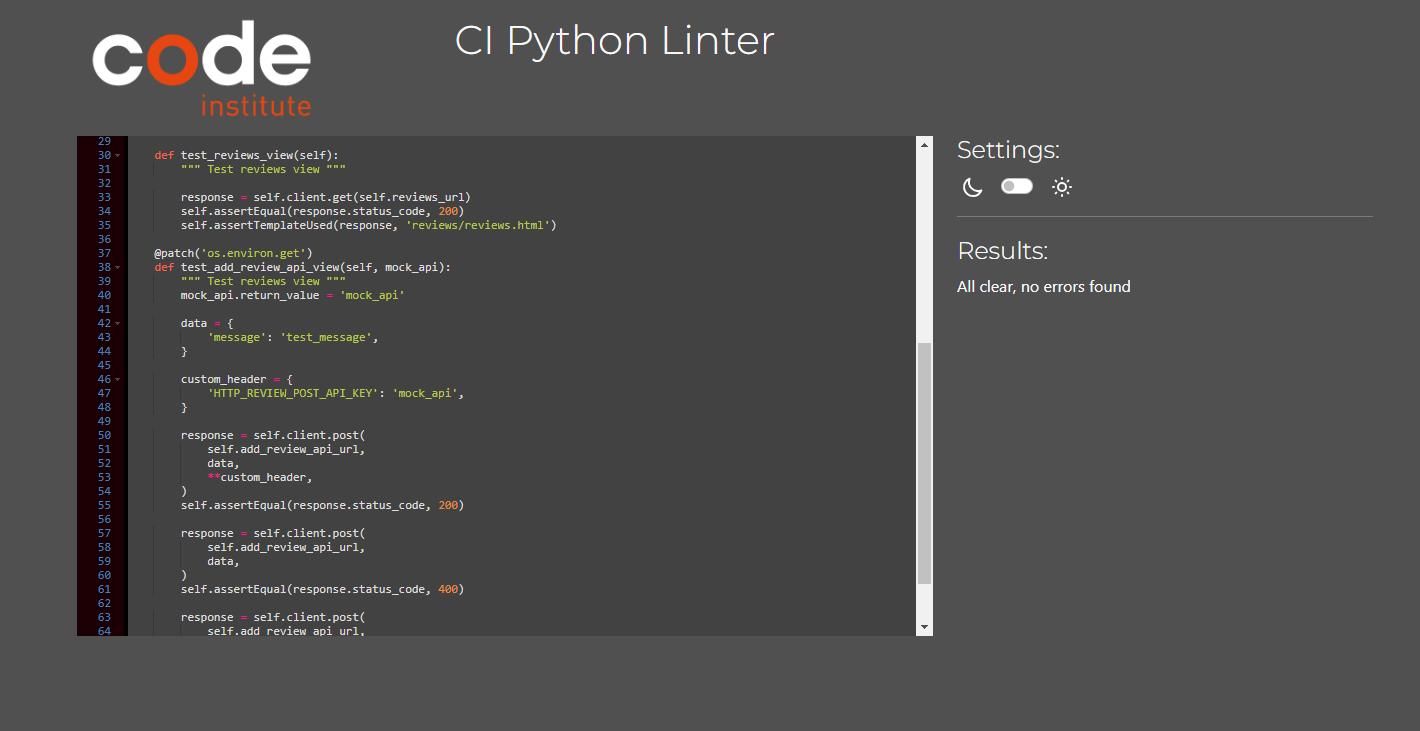 code
institute
CI Python Linter
29
30 def test_reviews_view(self):
31 """ Test reviews view """
32
33 response = self.client.get(self.reviews_url)
34 self.assertEqual(response.status_code, 200)
35 self.assertTemplateUsed(response, 'reviews/reviews.html')
36
37 @patch('os.environ.get')
38 def test_add_review_api_view(self, mock_api):
39 """ Test reviews view """
40 mock_api.return_value = 'mock_api'
41
42 data = {
43 'message': 'test_message',
44 }
45
46 custom_header = {
47 'HTTP_REVIEW_POST_API_KEY': 'mock_api',
48 }
49
50 response = self.client.post(
51 self.add_review_api_url,
52 data,
53 **custom_header,
54 )
55 self.assertEqual(response.status_code, 200)
56
57 response = self.client.post(
58 self.add_review_api_url,
59 data,
60 )
61 self.assertEqual(response.status_code, 400)
62
63 response = self.client.post(
64 self.add_review_api_url,
Settings:
Results:
All clear, no errors found